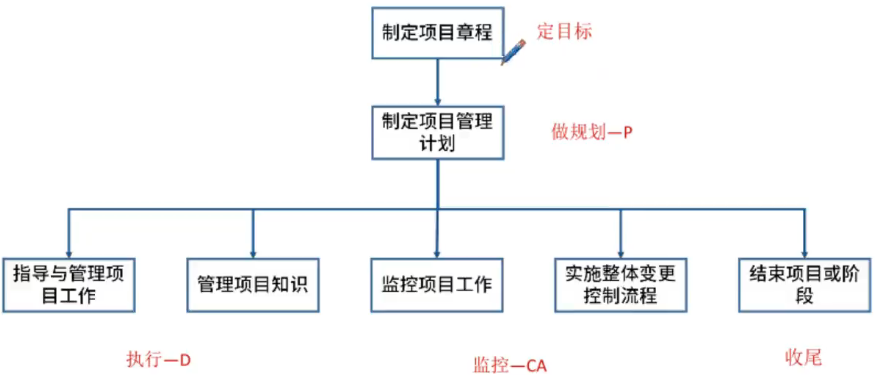 制定项目章程
定目标
制定项目管理
计划
做规划—P
指导与管理项
目工作
管理项目知识
监控项目工作
实施整体变更
控制流程
结束项目或阶
段
执行—D
监控—CA
收尾